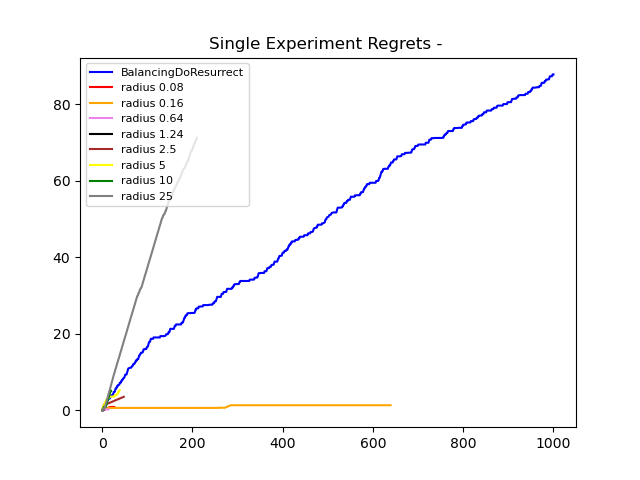 Single Experiment Regrets -
BalancingDoResurrect
radius 0.08
radius 0.16
radius 0.64
radius 1.24
radius 2.5
radius 5
radius 10
radius 25
80
60
40
20
0
0 200 400 600 800 1000